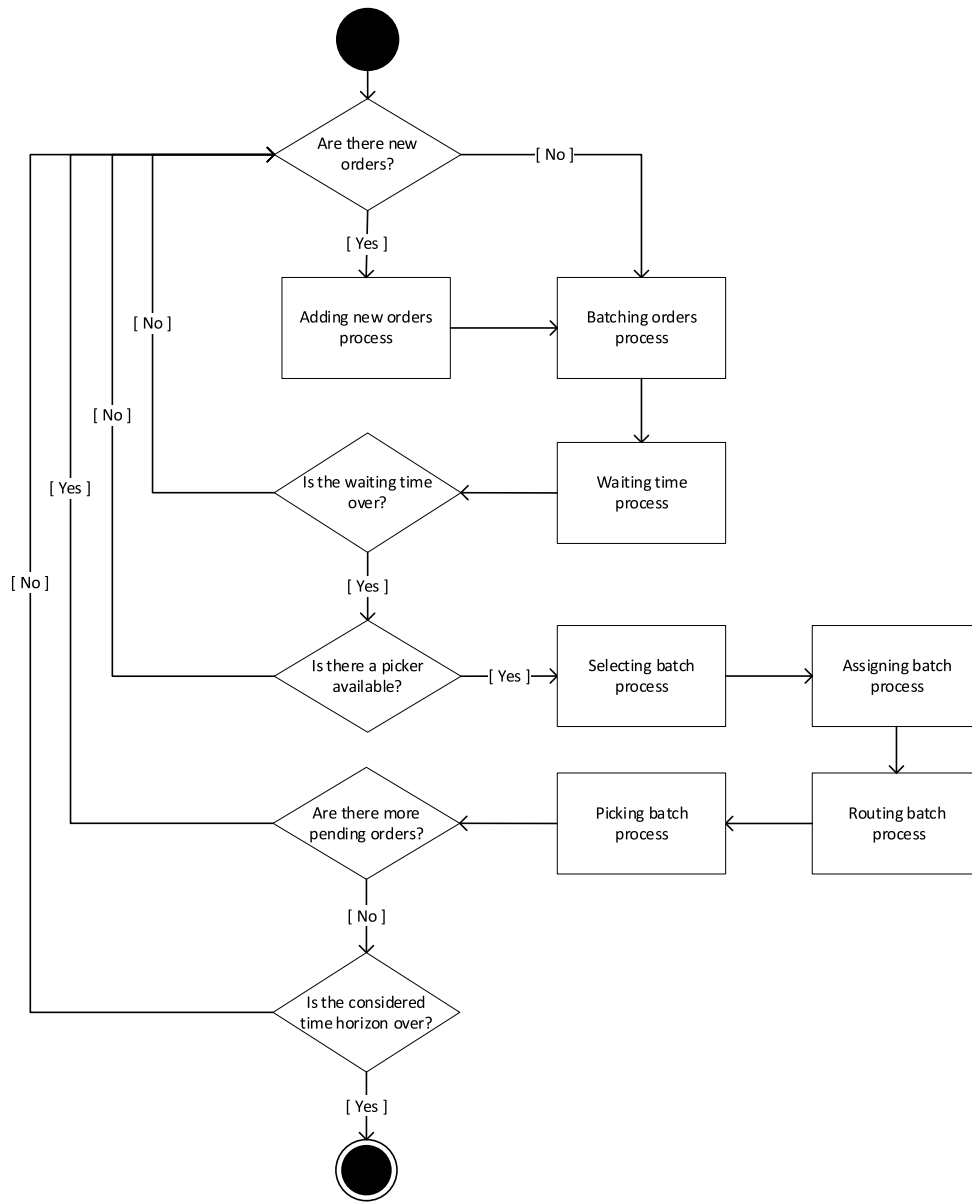 Are there new
orders?
[ No ]
[ Yes ]
Adding new orders
process
Batching orders
process
[ No ]
[ No ]
Is the waiting time
over?
Waiting time
process
[ Yes ]
[ No ]
[ Yes ]
Is there a picker
available?
[ Yes ]
Selecting batch
process
Assigning batch
process
Are there more
pending orders?
Picking batch
process
Routing batch
process
[ No ]
Is the considered
time horizon over?
[ Yes ]